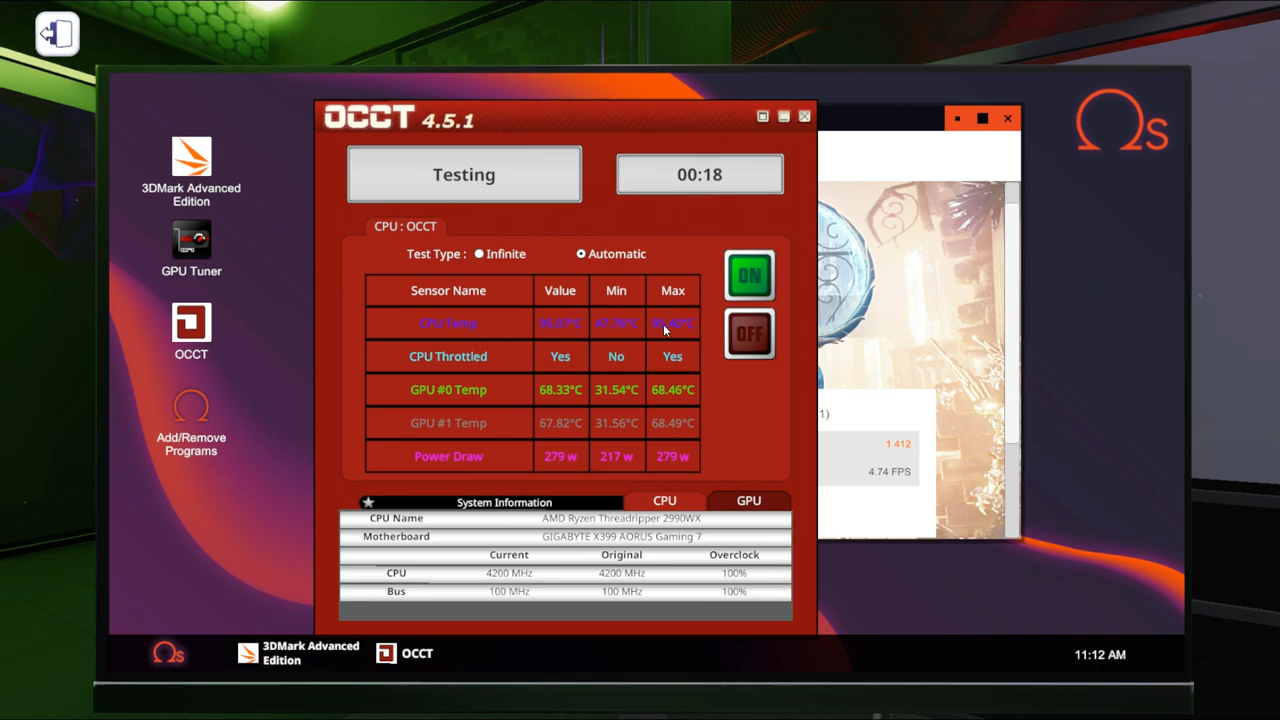 OCCT 4.5.1
Testing
00:18
CPU : OCCT
Test Type : Infinite Automatic
ON
OFF
Sensor Name Value Min Max
CPU Temp
CPU Throttled Yes No Yes
GPU #0 Temp 68.33°C 31.54°C 68.46°C
GPU #1 Temp 67.82°C 31.56°C 68.49°C
Power Draw 279 w 217 w 279 w
System Information CPU GPU
CPU Name AMD Ryzen Threadripper 2990WX
Motherboard GIGABYTE X399 AORUS Gaming 7
Current Original Overclock
CPU 4200 MHz 4200 MHz 100%
Bus 100 MHz 100 MHz 100%
3DMark Advanced
Edition
GPU Tuner
OCCT
Add/Remove
Programs
1)
1 412
4.74 FPS
Ωs
Ωs
3DMark Advanced
Edition
OCCT
11:12 AM